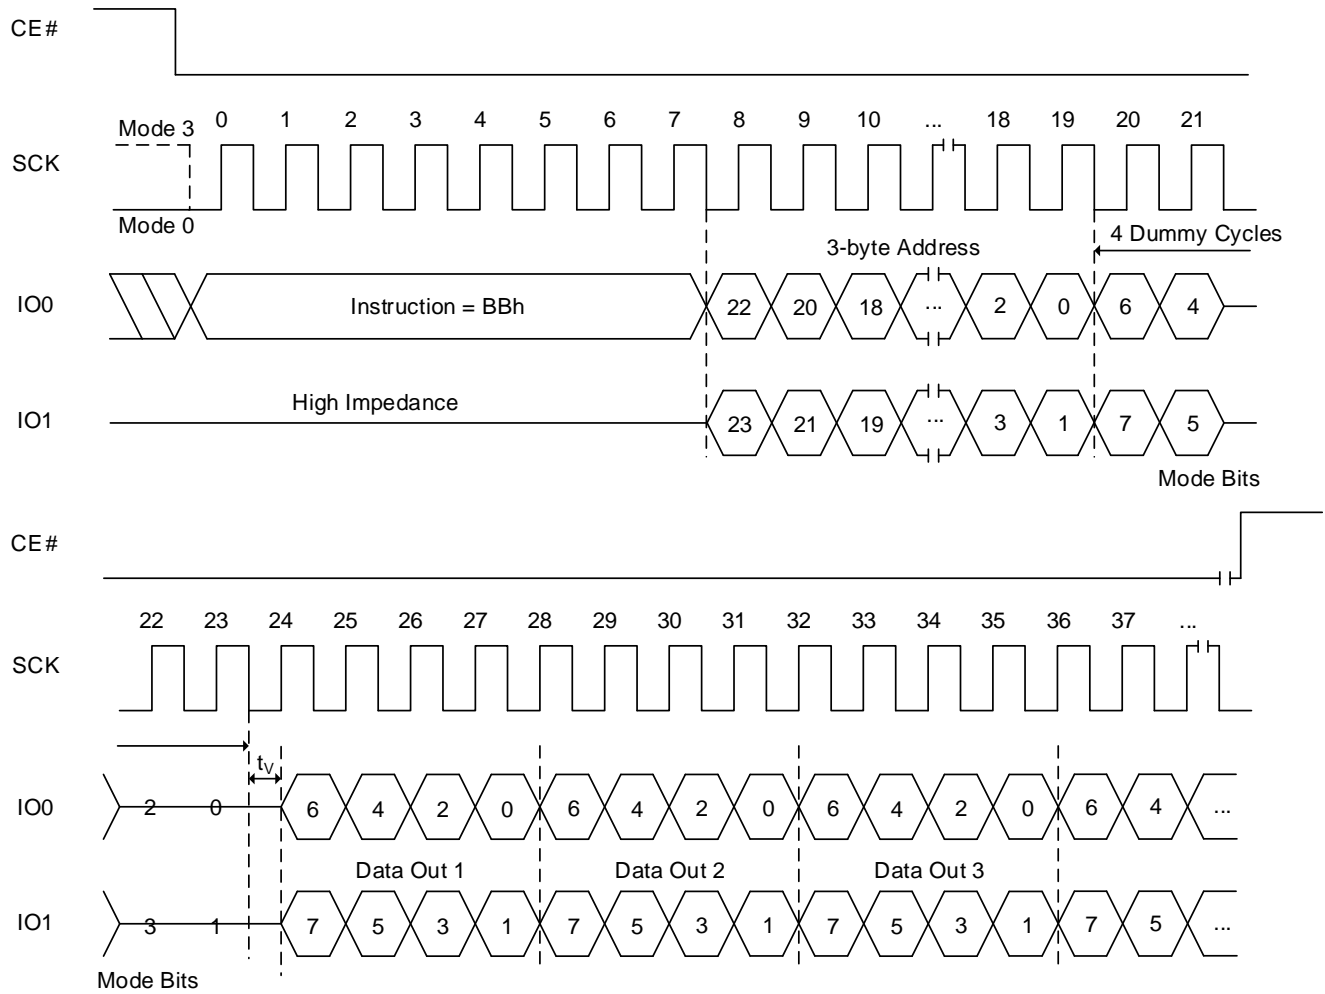 CE#
Mode 3 0 1 2 3 4 5 6 7 8 9 10 ... 18 19 20 21
SCK
Mode 0
3-byte Address 4 Dummy Cycles
IO0 Instruction = BBh 22 20 18 ... 2 0 6 4
High Impedance
IO1 23 21 19 ... 3 1 7 5
Mode Bits
CE#
22 23 24 25 26 27 28 29 30 31 32 33 34 35 36 37 ...
SCK
tV
IO0 2 0 6 4 2 0 6 4 2 0 6 4 2 0 6 4 ...
Data Out 1 Data Out 2 Data Out 3
IO1 3 1 7 5 3 1 7 5 3 1 7 5 3 1 7 5 ...
Mode Bits